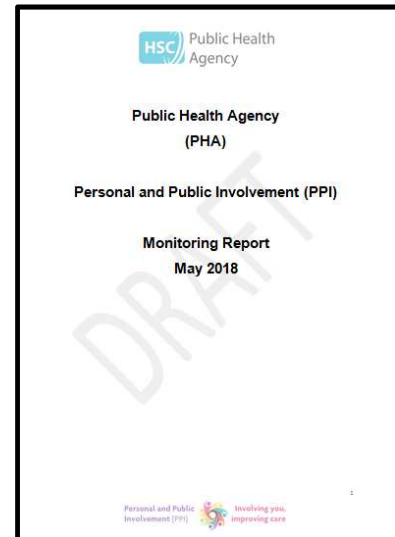 HSC Public Health
Agency
Public Health Agency
(PHA)
Personal and Public Involvement (PPI)
Monitoring Report
May 2018
DRAFT
1
Personal and Public Involving you,
Involvement (PPI) improving care